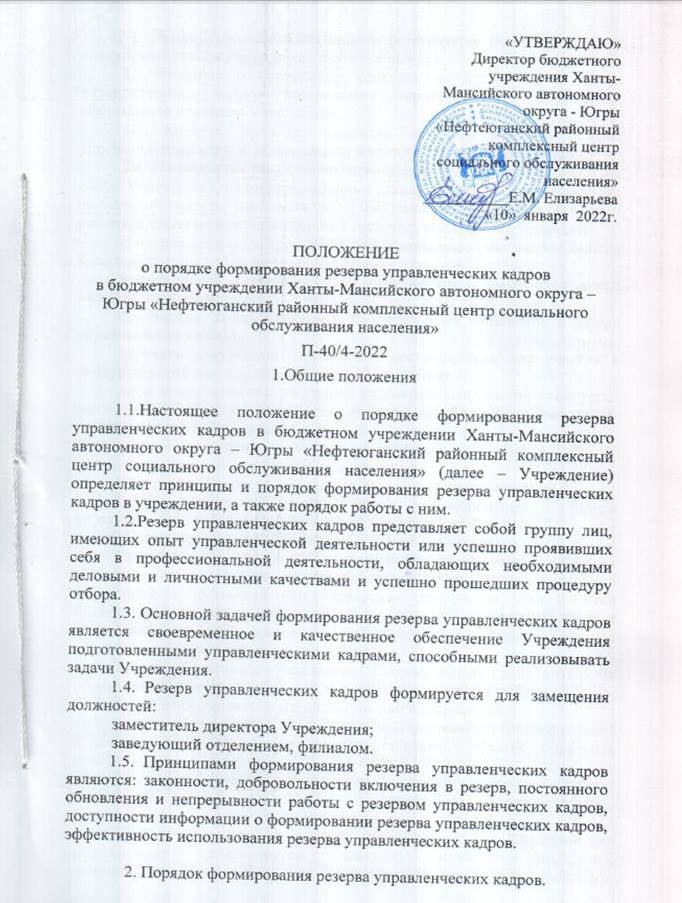 «УТВЕРЖДАЮ»
Директор бюджетного
учреждения Ханты-
Мансийского автономного
округа - Югры
«Нефтеюганский районный
комплексный центр
социального обслуживания
населения»
Е.М. Елизарьева
«10» января 2022г.
ПОЛОЖЕНИЕ
о порядке формирования резерва управленческих кадров
в бюджетном учреждении Ханты-Мансийского автономного округа –
Югры «Нефтеюганский районный комплексный центр социального
обслуживания населения»
П-40/4-2022
1.Общие положения
1.1.Настоящее положение о порядке формирования резерва
управленческих кадров в бюджетном учреждении Ханты-Мансийского
автономного округа – Югры «Нефтеюганский районный комплексный
центр социального обслуживания населения» (далее – Учреждение)
определяет принципы и порядок формирования резерва управленческих
кадров в учреждении, а также порядок работы с ним.
1.2.Резерв управленческих кадров представляет собой группу лиц,
имеющих опыт управленческой деятельности или успешно проявивших
себя в профессиональной деятельности, обладающих необходимыми
деловыми и личностными качествами и успешно прошедших процедуру
отбора.
1.3. Основной задачей формирования резерва управленческих кадров
является своевременное и качественное обеспечение Учреждения
подготовленными управленческими кадрами, способными реализовывать
задачи Учреждения.
1.4. Резерв управленческих кадров формируется для замещения
должностей:
заместитель директора Учреждения;
заведующий отделением, филиалом.
1.5. Принципами формирования резерва управленческих кадров
являются: законности, добровольности включения в резерв, постоянного
обновления и непрерывности работы с резервом управленческих кадров,
доступности информации о формировании резерва управленческих кадров,
эффективность использования резерва управленческих кадров.
2. Порядок формирования резерва управленческих кадров.